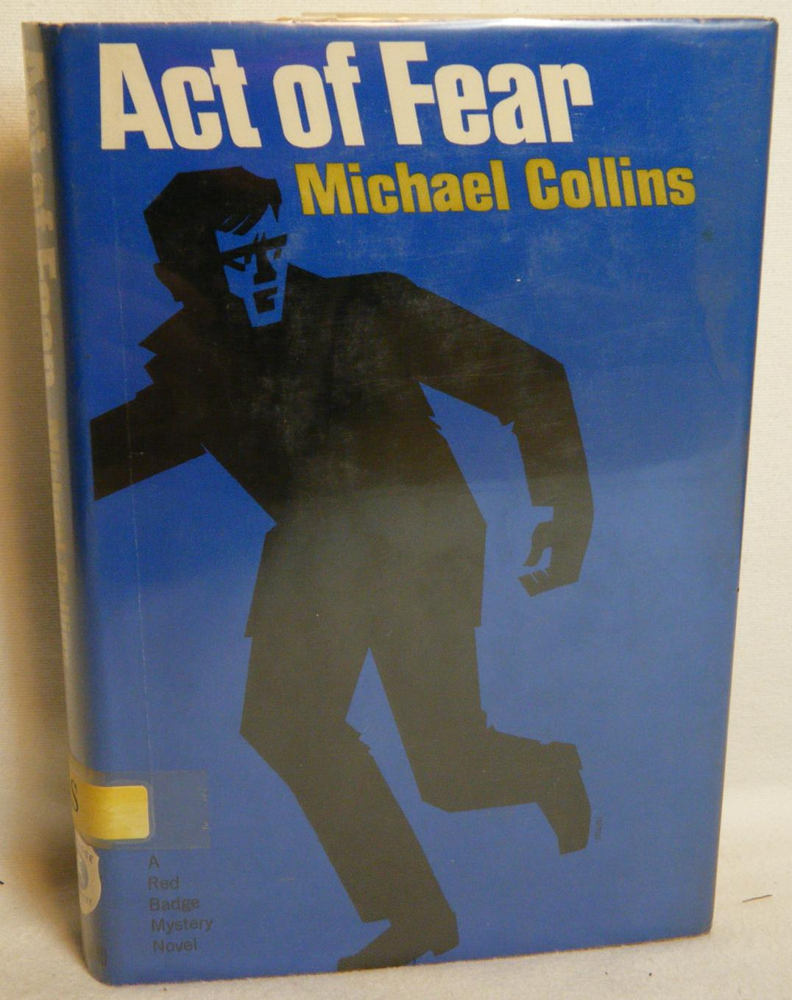 Act of Fear
Michael Collins
S
A
Red
Badge
Mystery
Novel